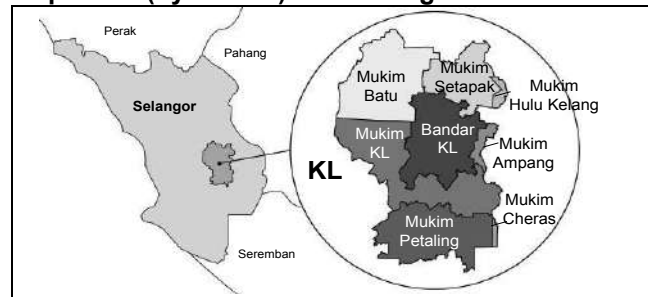 Perak
Pahang
Selangor
Seremban
KL
Mukim
Batu
Mukim
Setapak
Mukim
Hulu Kelang
Mukim
KL
Bandar
KL
Mukim
Ampang
Mukim
Cheras
Mukim
Petaling